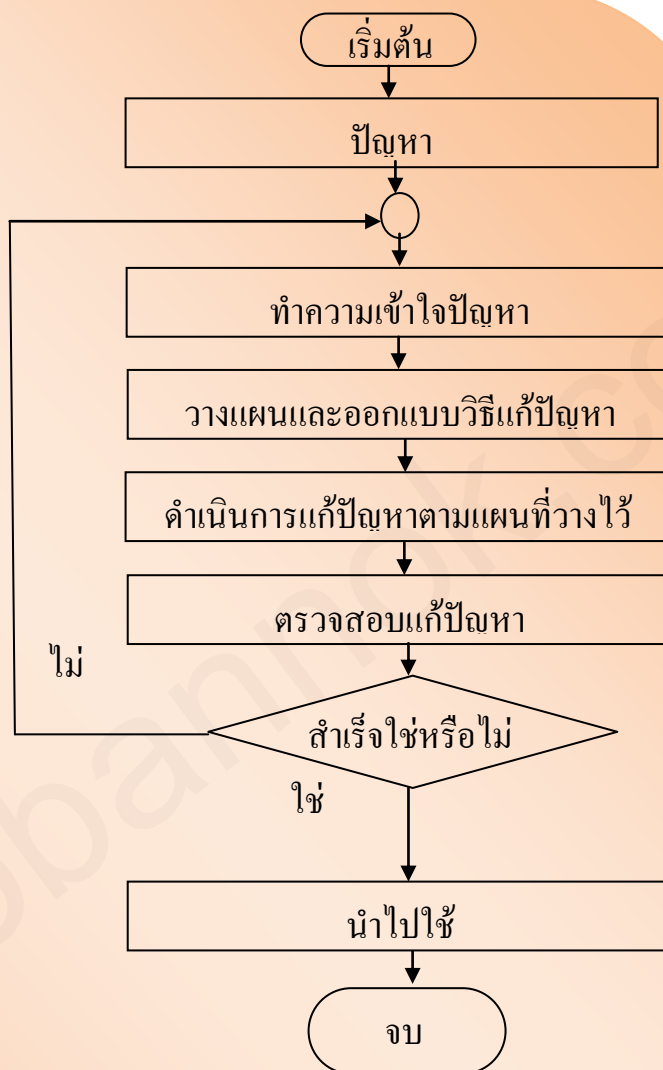 เริ่มต้น
ปัญหา
ทำความเข้าใจปัญหา
วางแผนและออกแบบวิธีแก้ปัญหา
ดำเนินการแก้ปัญหาตามแผนที่วางไว้
ตรวจสอบแก้ปัญหา
ไม่
สำเร็จใช่หรือไม่
ใช่
นำไปใช้
จบ